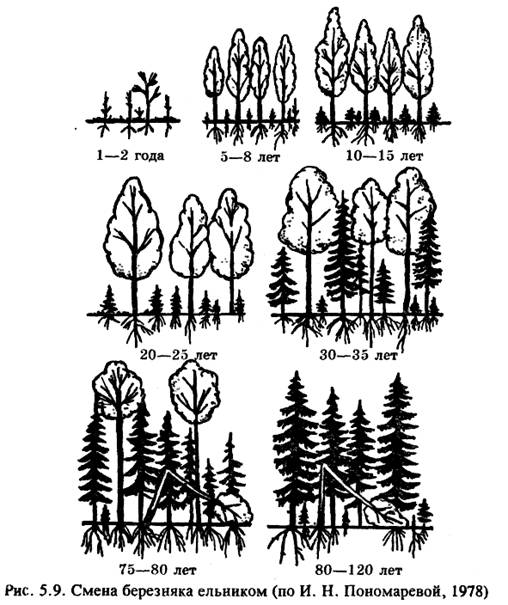 1—2 года
5—8 лет
10—15 лет
20—25 лет
30—35 лет
75—80 лет
80—120 лет
Рис. 5.9. Смена березняка ельником (по И. Н. Пономаревой, 1978)